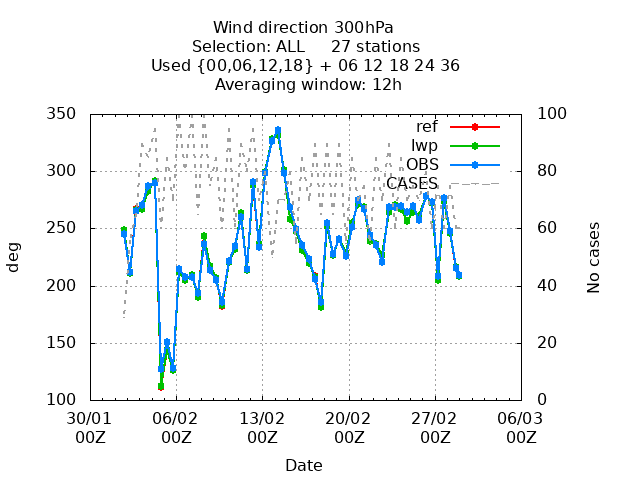 Wind direction 300hPa
Selection: ALL 27 stations
Used {00,06,12,18} + 06 12 18 24 36
Averaging window: 12h
350 100
ref
lwp
OBS
CASES
300 80
250 60
200 40
150 20
100 0
deg
No cases
30/01 06/02 13/02 20/02 27/02 06/03
00Z 00Z 00Z 00Z 00Z 00Z
Date